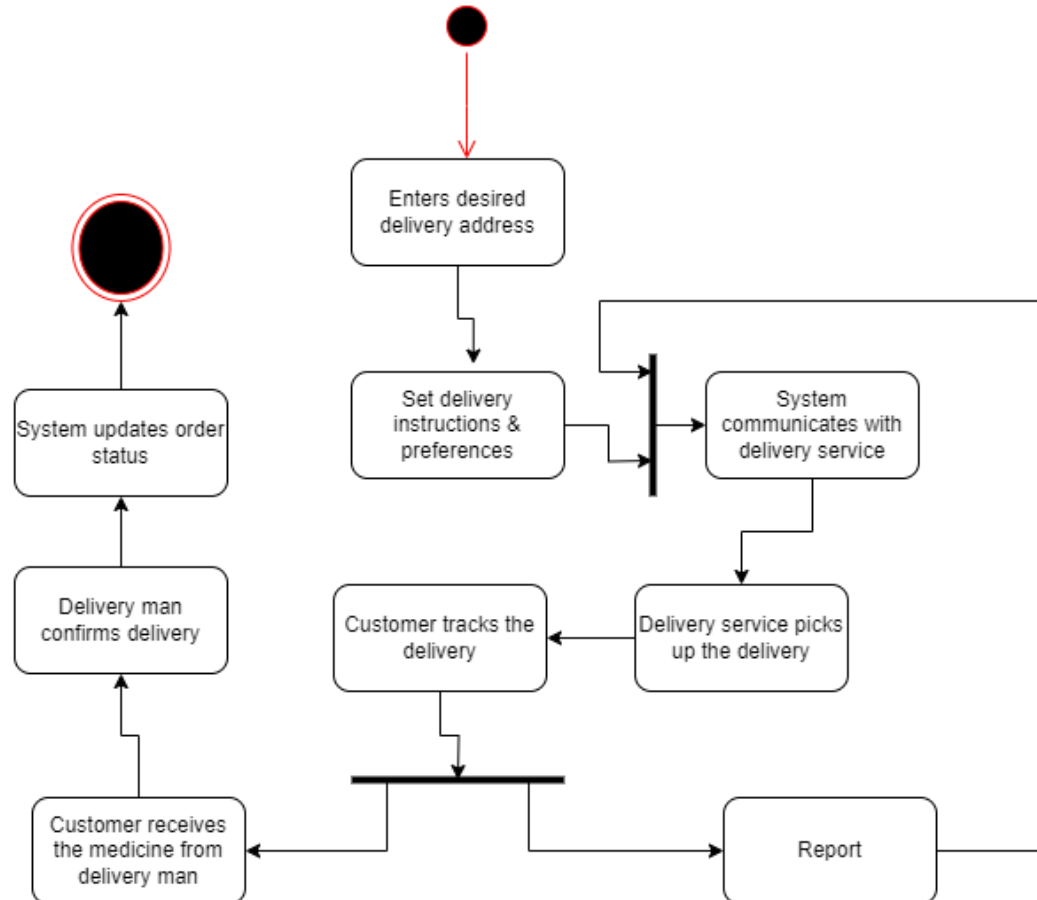 Enters desired
delivery address
Set delivery
instructions &
preferences
System
communicates with
delivery service
Delivery service picks
up the delivery
Customer tracks the
delivery
Report
Customer receives
the medicine from
delivery man
Delivery man
confirms delivery
System updates order
status